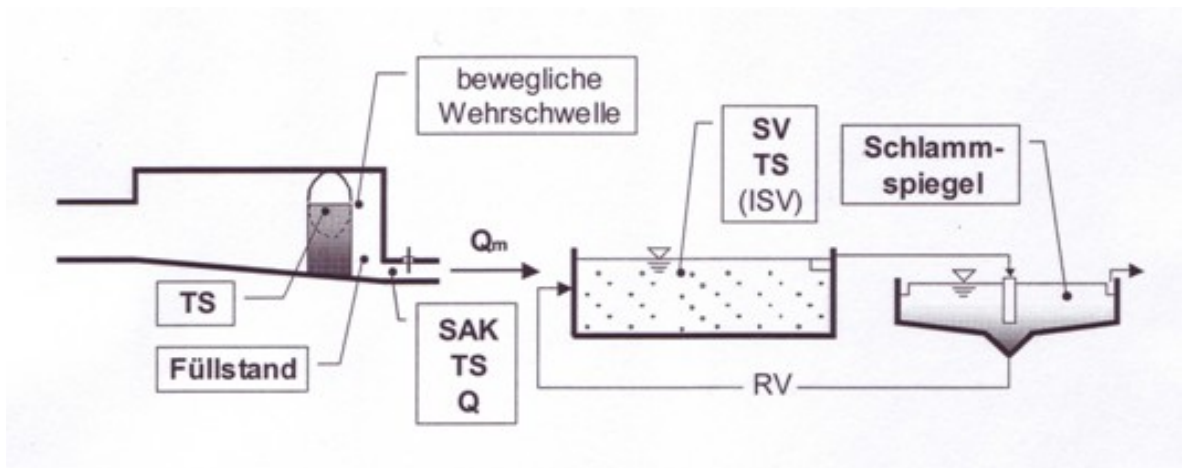 bewegliche
Wehrschwelle
SV
TS
(ISV)
Schlamm-
spiegel
Qm
TS
Füllstand
SAK
TS
Q
RV